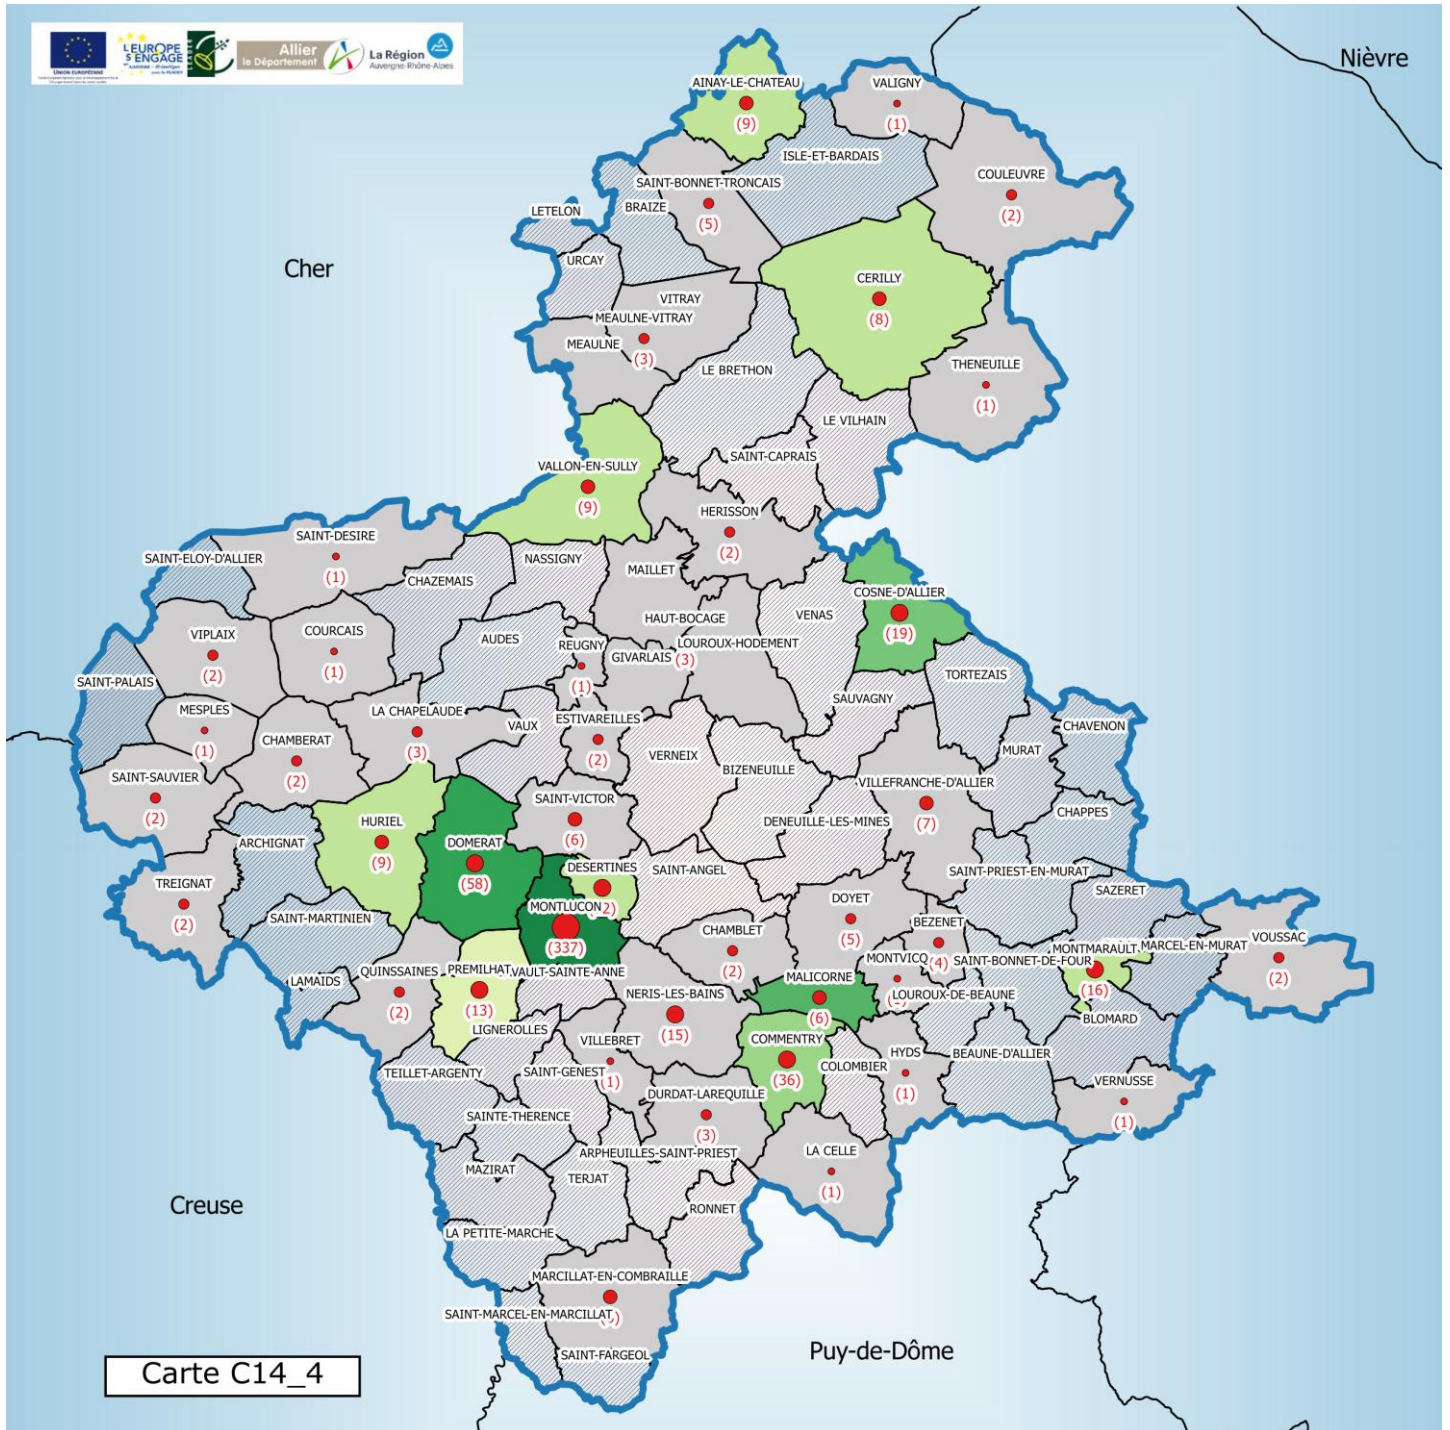 UNION EUROPÉENNE
L'EUROPE
S'ENGAGE
LEADER
Allier
le Département
La Région
Auvergne-Rhône-Alpes
Nièvre
Cher
Creuse
Puy-de-Dôme
AINAY-LE-CHATEAU
(9)
VALIGNY
(1)
ISLE-ET-BARDAIS
COULEUVRE
(2)
SAINT-BONNET-TRONCAIS
(5)
BRAIZE
LETELON
URCAY
CERILLY
(8)
VITRAY
MEAULNE-VITRAY
(3)
MEAULNE
LE BRETHON
THENEUILLE
(1)
LE VILHAIN
SAINT-CAPRAIS
VALLON-EN-SULLY
(9)
HERISSON
(2)
SAINT-DESIRE
(1)
SAINT-ELOY-D'ALLIER
CHAZEMAIS
NASSIGNY
MAILLET
COSNE-D'ALLIER
(19)
VENAS
HAUT-BOCAGE
LOUROUX-HODEMENT
(3)
GIVARLAIS
VIPLAIX
(2)
COURCAIS
(1)
AUDES
REUGNY
(1)
SAINT-PALAIS
TORTEZAIS
SAUVAGNY
MESPLES
(1)
LA CHAPELAUDE
(3)
CHAMBERAT
(2)
VAUX
ESTIVAREILLES
(2)
CHAVENON
MURAT
VERNEIX
BIZENEUILLE
SAINT-SAUVIER
(2)
VILLEFRANCHE-D'ALLIER
(7)
SAINT-VICTOR
(6)
CHAPPES
HURIEL
(9)
DENEUILLE-LES-MINES
ARCHIGNAT
DOMERAT
(58)
DESERTINES
SAINT-ANGEL
SAINT-PRIEST-EN-MURAT
TREIGNAT
(2)
SAZERET
SAINT-MARTINIEN
MONTLUCON
(337)
DOYET
(5)
BEZENET
(4)
CHAMBLET
(2)
VOUSSAC
(2)
MONTMARAULT
(16)
MARCEL-EN-MURAT
SAINT-BONNET-DE-FOUR
MONTVICQ
LAMAIDS
QUINSSAINES
(2)
PREMILHAT
(13)
VAULT-SAINTE-ANNE
MALICORNE
(6)
NERIS-LES-BAINS
(15)
LOUROUX-DE-BEAUNE
BLOMARD
LIGNEROLLES
VILLEBRET
(1)
COMMENTRY
(36)
COLOMBIER
HYDS
(1)
BEAUNE-D'ALLIER
TEILLET-ARGENTY
SAINT-GENEST
VERNUSSE
(1)
DURDAT-LAREQUILLE
(3)
SAINTE-THERENCE
ARPHEUILLES-SAINT-PRIEST
LA CELLE
(1)
MAZIRAT
TERJAT
RONNET
LA PETITE-MARCHE
MARCILLAT-EN-COMBRAILLE
SAINT-MARCEL-EN-MARCILLAT
SAINT-FARGEOL
Carte C14_4